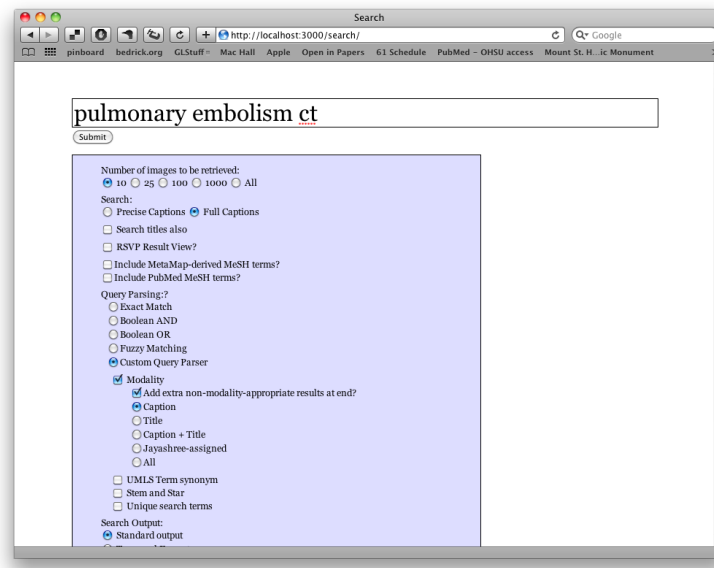 Search
http://localhost:3000/search/
Google
pinboard bedrick.org GLStuff Mac Hall Apple Open in Papers 61 Schedule PubMed – OHSU access Mount St. H...ic Monument
pulmonary embolism ct
Submit
Number of images to be retrieved:
10 25 100 1000 All
Search:
Precise Captions Full Captions
Search titles also
RSVP Result View?
Include MetaMap-derived MeSH terms?
Include PubMed MeSH terms?
Query Parsing:?
Exact Match
Boolean AND
Boolean OR
Fuzzy Matching
Custom Query Parser
Modality
Add extra non-modality-appropriate results at end?
Caption
Title
Caption + Title
Jayashree-assigned
All
UMLS Term synonym
Stem and Star
Unique search terms
Search Output:
Standard output